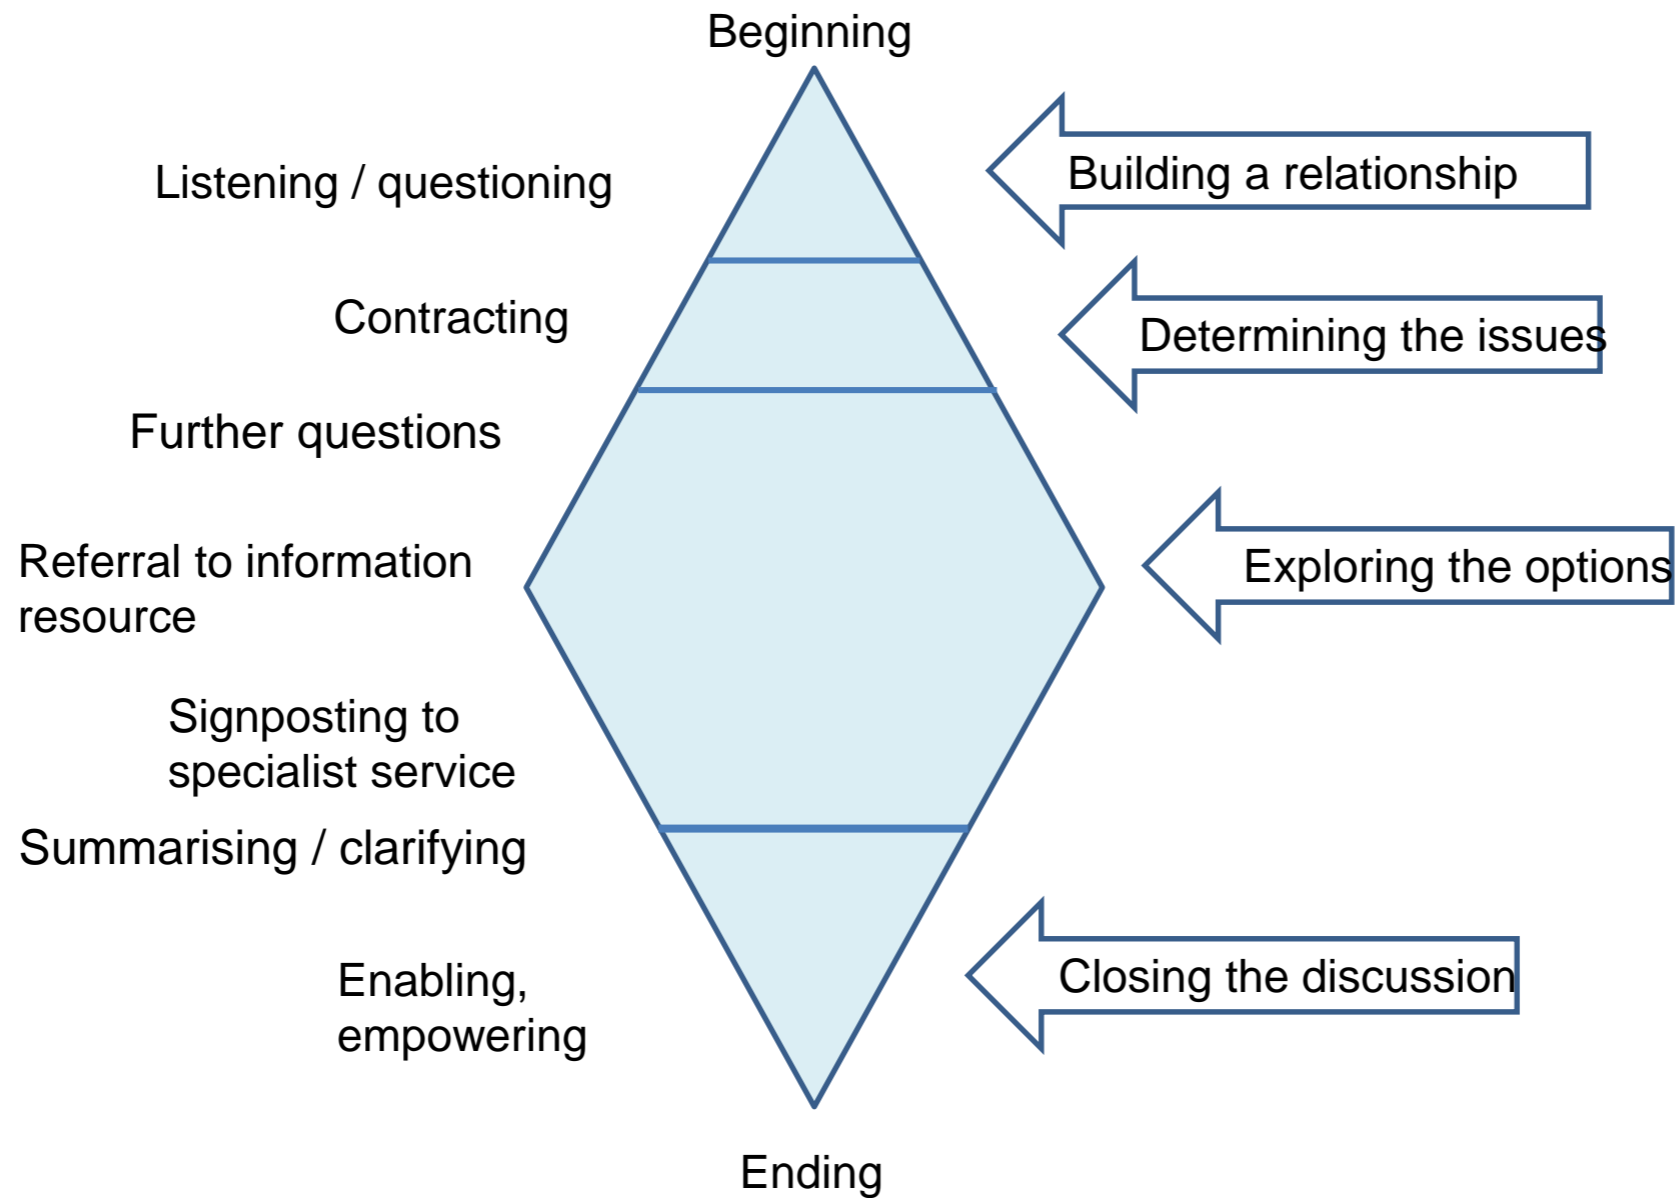 Beginning
Listening / questioning
Building a relationship
Contracting
Determining the issues
Further questions
Referral to information
resource
Exploring the options
Signposting to
specialist service
Summarising / clarifying
Enabling,
empowering
Closing the discussion
Ending